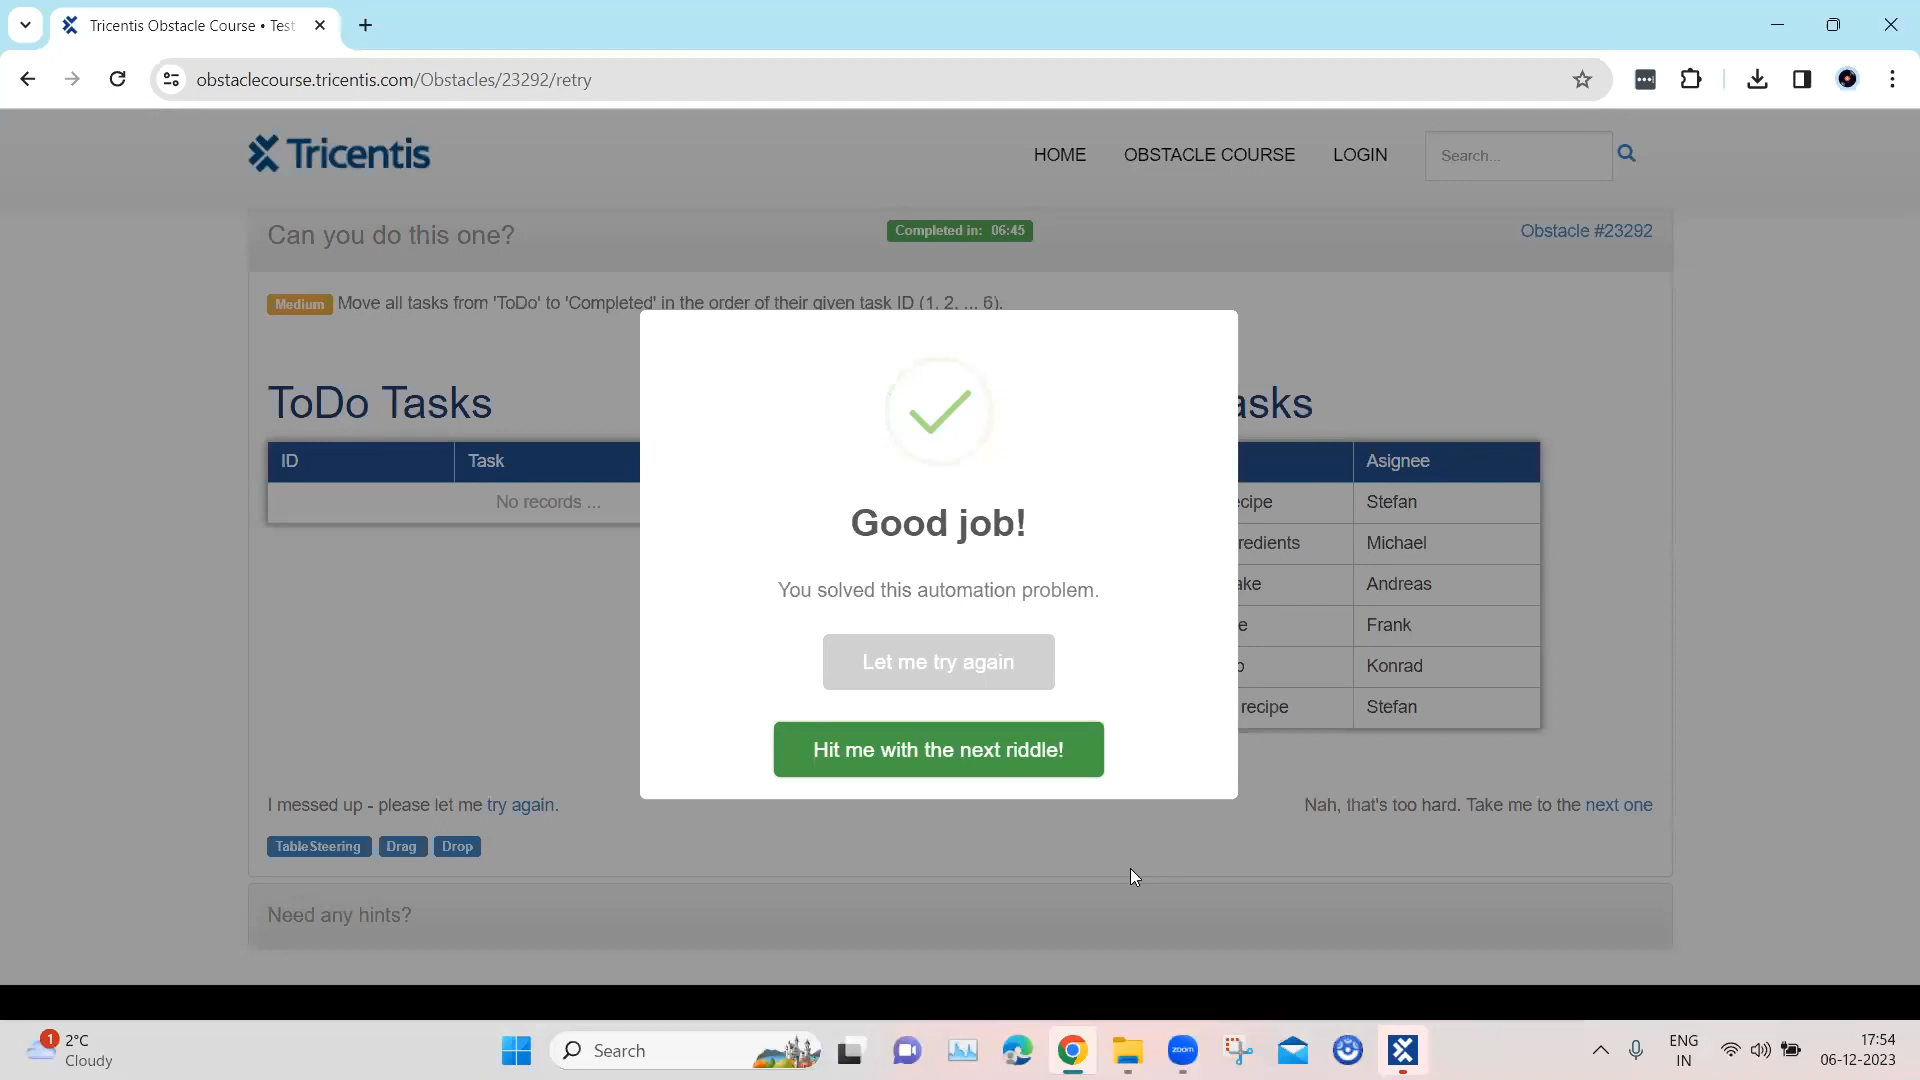 Tricentis Obstacle Course • Test
obstaclecourse.tricentis.com/Obstacles/23292/retry
Tricentis
HOME
OBSTACLE COURSE
LOGIN
Search...
Can you do this one?
Completed in: 06:45
Obstacle #23292
Medium Move all tasks from 'ToDo' to 'Completed' in the order of their given task ID (1, 2, ... 6).
ToDo Tasks
asks
ID
Task
Asignee
No records ...
ecipe
Stefan
redients
Michael
ake
Andreas
e
Frank
o
Konrad
recipe
Stefan
Good job!
You solved this automation problem.
Let me try again
Hit me with the next riddle!
I messed up - please let me try again.
Nah, that's too hard. Take me to the next one
TableSteering
Drag
Drop
Need any hints?
1
2°C
Cloudy
Search
zoom
ENG
IN
17:54
06-12-2023